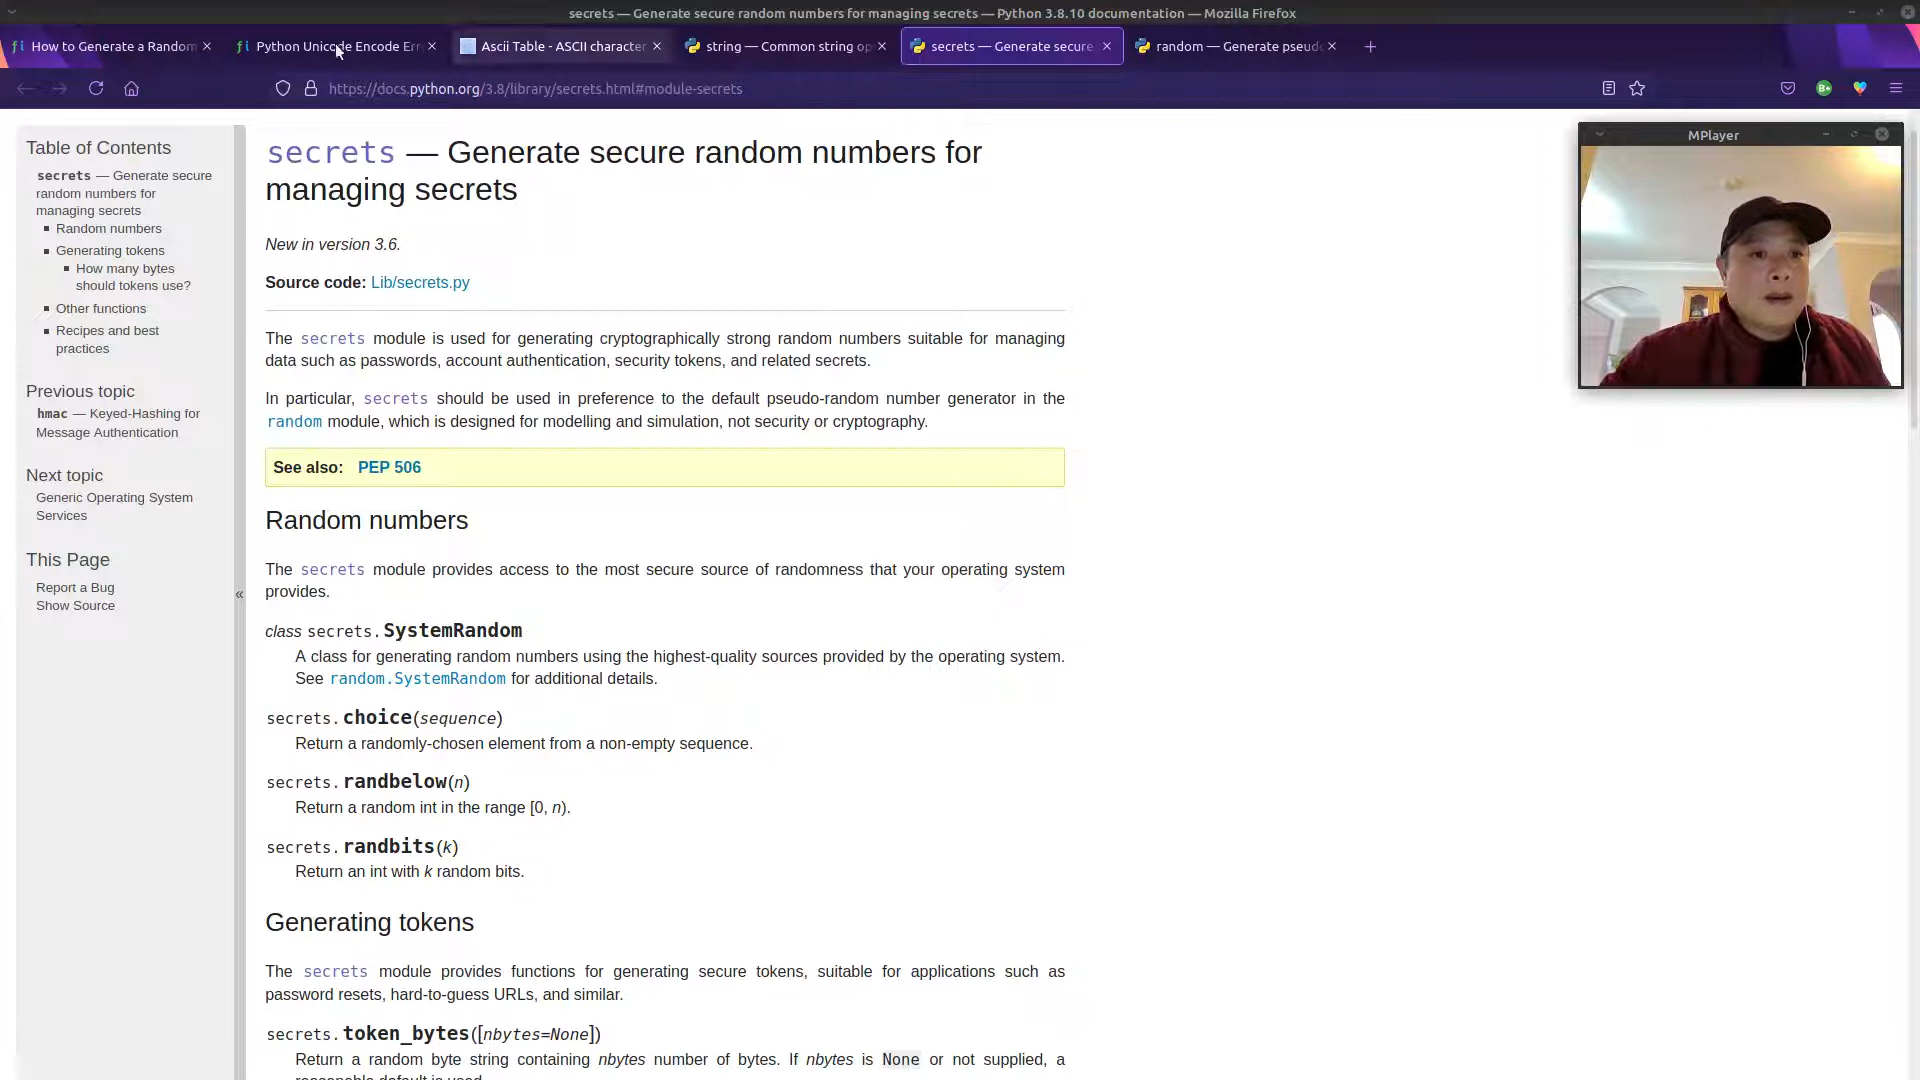 secrets — Generate secure random numbers for managing secrets — Python 3.8.10 documentation — Mozilla Firefox
How to Generate a Random
Python Unicode Encode Err
Ascii Table - ASCII character
string — Common string op
secrets — Generate secure
random — Generate pseudo
https://docs.python.org/3.8/library/secrets.html#module-secrets
Table of Contents
secrets — Generate secure
random numbers for
managing secrets
Random numbers
Generating tokens
How many bytes
should tokens use?
Other functions
Recipes and best
practices
Previous topic
hmac — Keyed-Hashing for
Message Authentication
Next topic
Generic Operating System
Services
This Page
Report a Bug
Show Source
«
secrets — Generate secure random numbers for
managing secrets
New in version 3.6.
Source code: Lib/secrets.py
The secrets module is used for generating cryptographically strong random numbers suitable for managing
data such as passwords, account authentication, security tokens, and related secrets.
In particular, secrets should be used in preference to the default pseudo-random number generator in the
random module, which is designed for modelling and simulation, not security or cryptography.
See also: PEP 506
Random numbers
The secrets module provides access to the most secure source of randomness that your operating system
provides.
class secrets.SystemRandom
A class for generating random numbers using the highest-quality sources provided by the operating system.
See random.SystemRandom for additional details.
secrets.choice(sequence)
Return a randomly-chosen element from a non-empty sequence.
secrets.randbelow(n)
Return a random int in the range [0, n).
secrets.randbits(k)
Return an int with k random bits.
Generating tokens
The secrets module provides functions for generating secure tokens, suitable for applications such as
password resets, hard-to-guess URLs, and similar.
secrets.token_bytes([nbytes=None])
Return a random byte string containing nbytes number of bytes. If nbytes is None or not supplied, a
reasonable default is used.
MPlayer